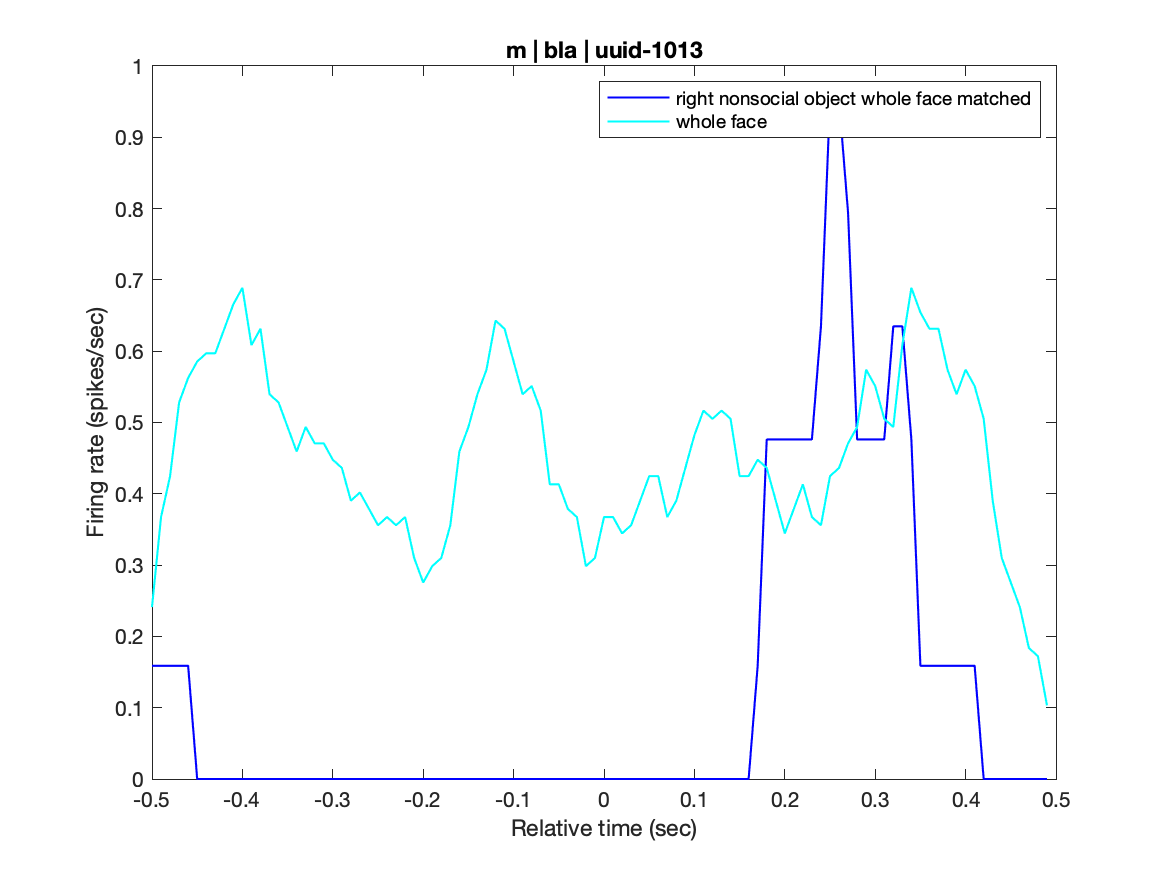 m | bla | uuid-1013
right nonsocial object whole face matched
whole face
Firing rate (spikes/sec)
1
0.9
0.8
0.7
0.6
0.5
0.4
0.3
0.2
0.1
0
-0.5 -0.4 -0.3 -0.2 -0.1 0 0.1 0.2 0.3 0.4 0.5
Relative time (sec)